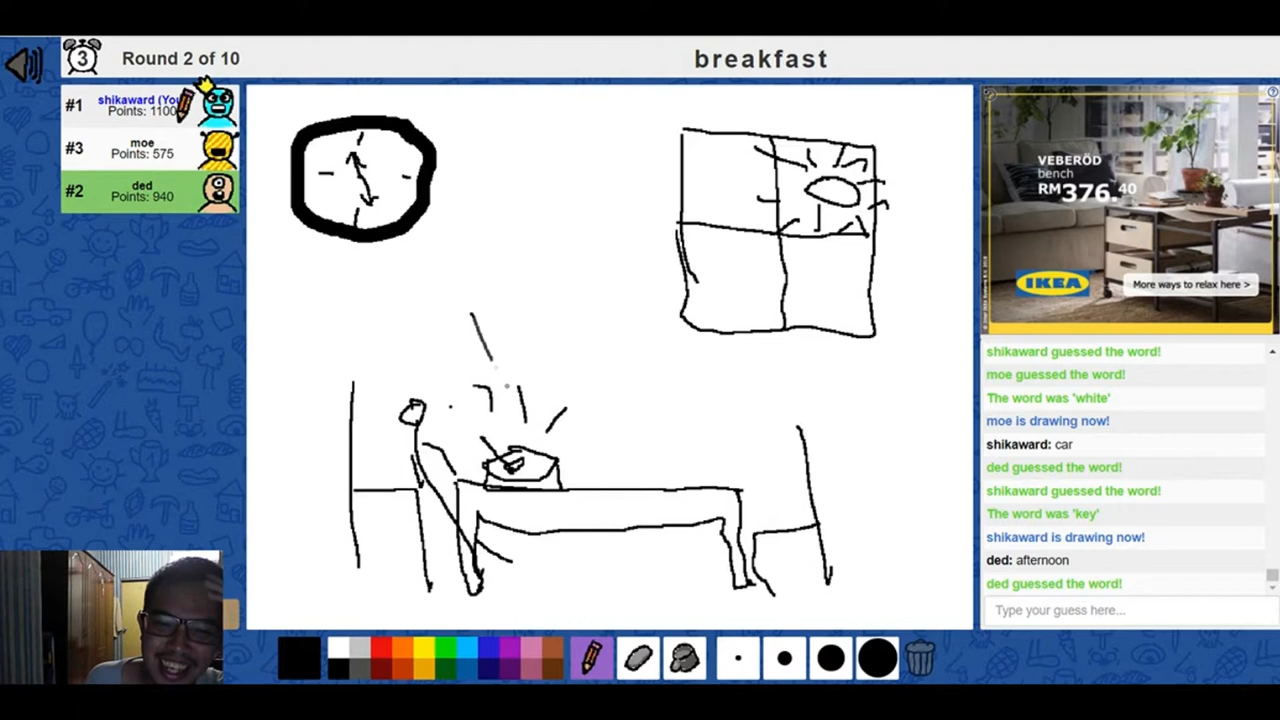 3
Round 2 of 10
breakfast
#1
shikaward (You
Points: 1100
#3
moe
Points: 575
#2
ded
Points: 940
VEBERÖD
bench
RM376.40
IKEA
More ways to relax here >
shikaward guessed the word!
moe guessed the word!
The word was 'white'
moe is drawing now!
shikaward: car
ded guessed the word!
shikaward guessed the word!
The word was 'key'
shikaward is drawing now!
ded: afternoon
ded guessed the word!
Type your guess here...